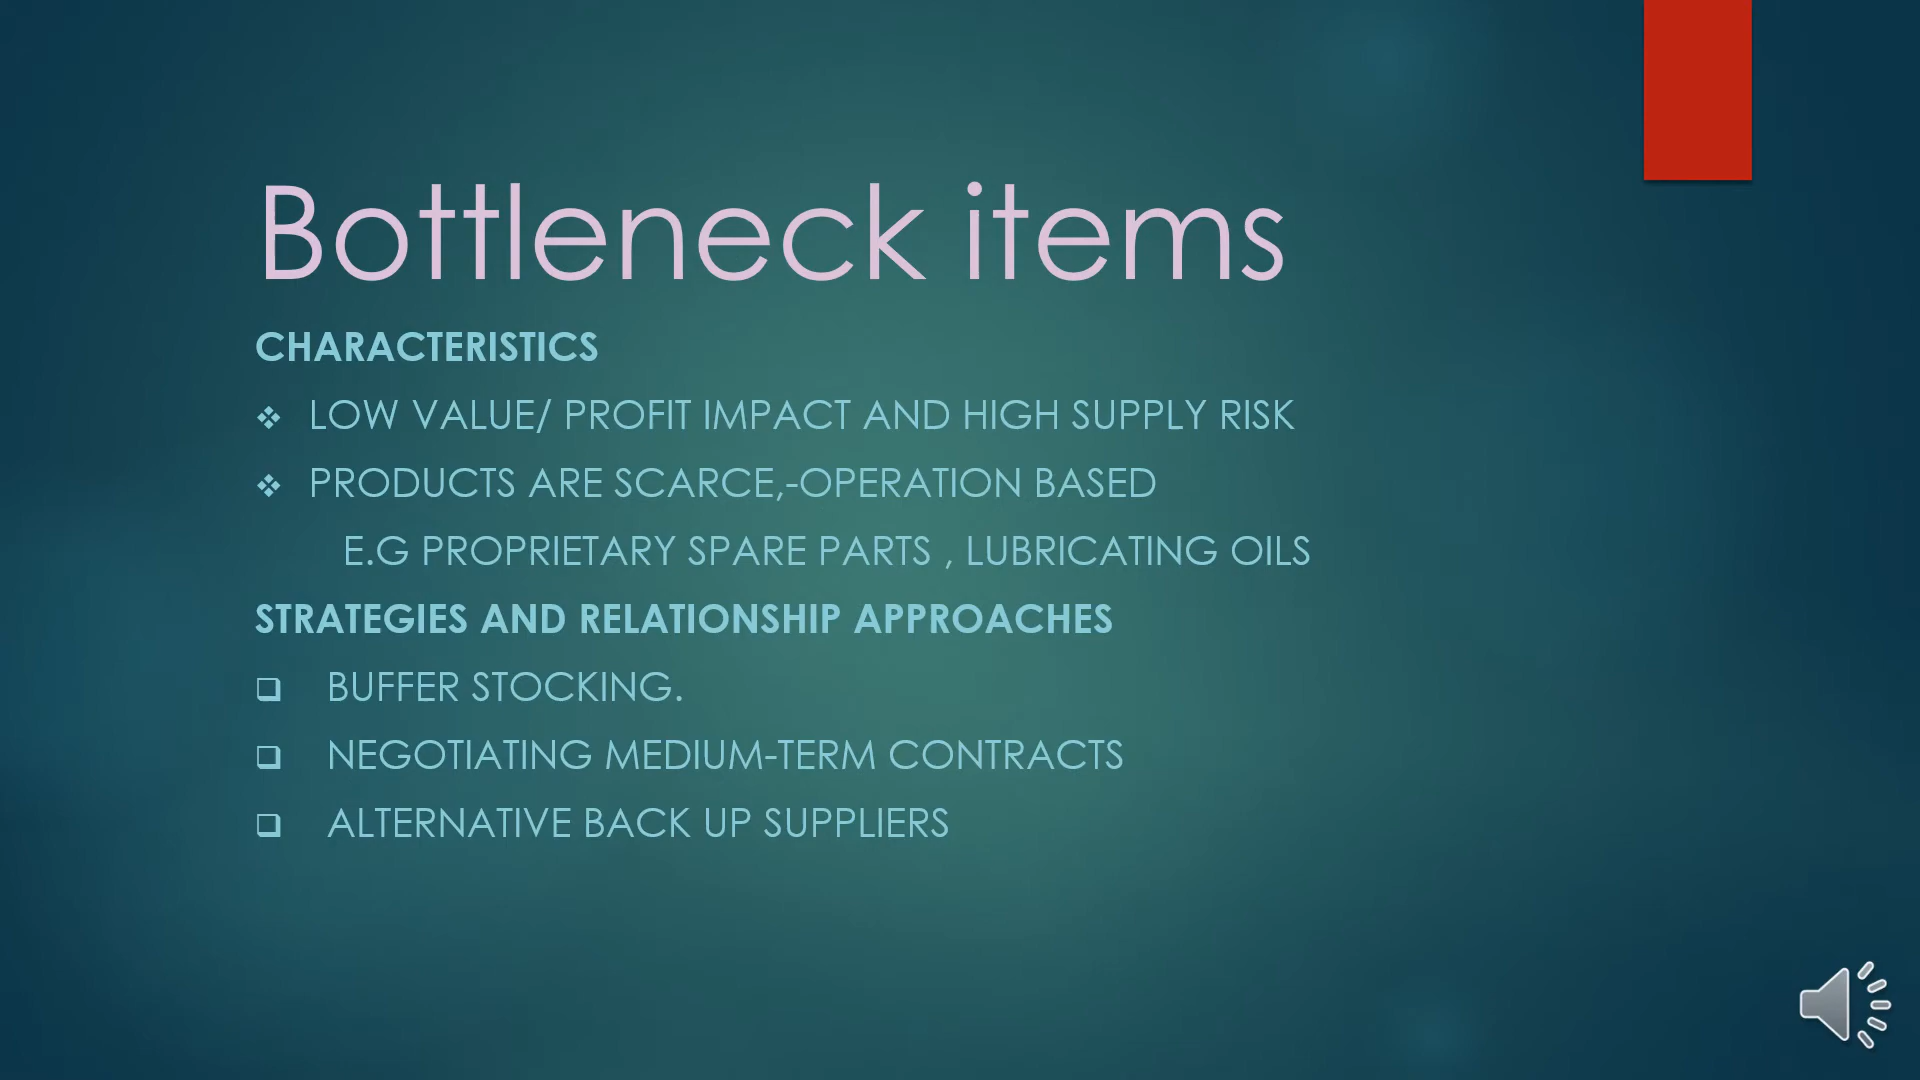 Bottleneck items
CHARACTERISTICS
❖ LOW VALUE/ PROFIT IMPACT AND HIGH SUPPLY RISK
❖ PRODUCTS ARE SCARCE,-OPERATION BASED
E.G PROPRIETARY SPARE PARTS , LUBRICATING OILS
STRATEGIES AND RELATIONSHIP APPROACHES
❑ BUFFER STOCKING.
❑ NEGOTIATING MEDIUM-TERM CONTRACTS
❑ ALTERNATIVE BACK UP SUPPLIERS